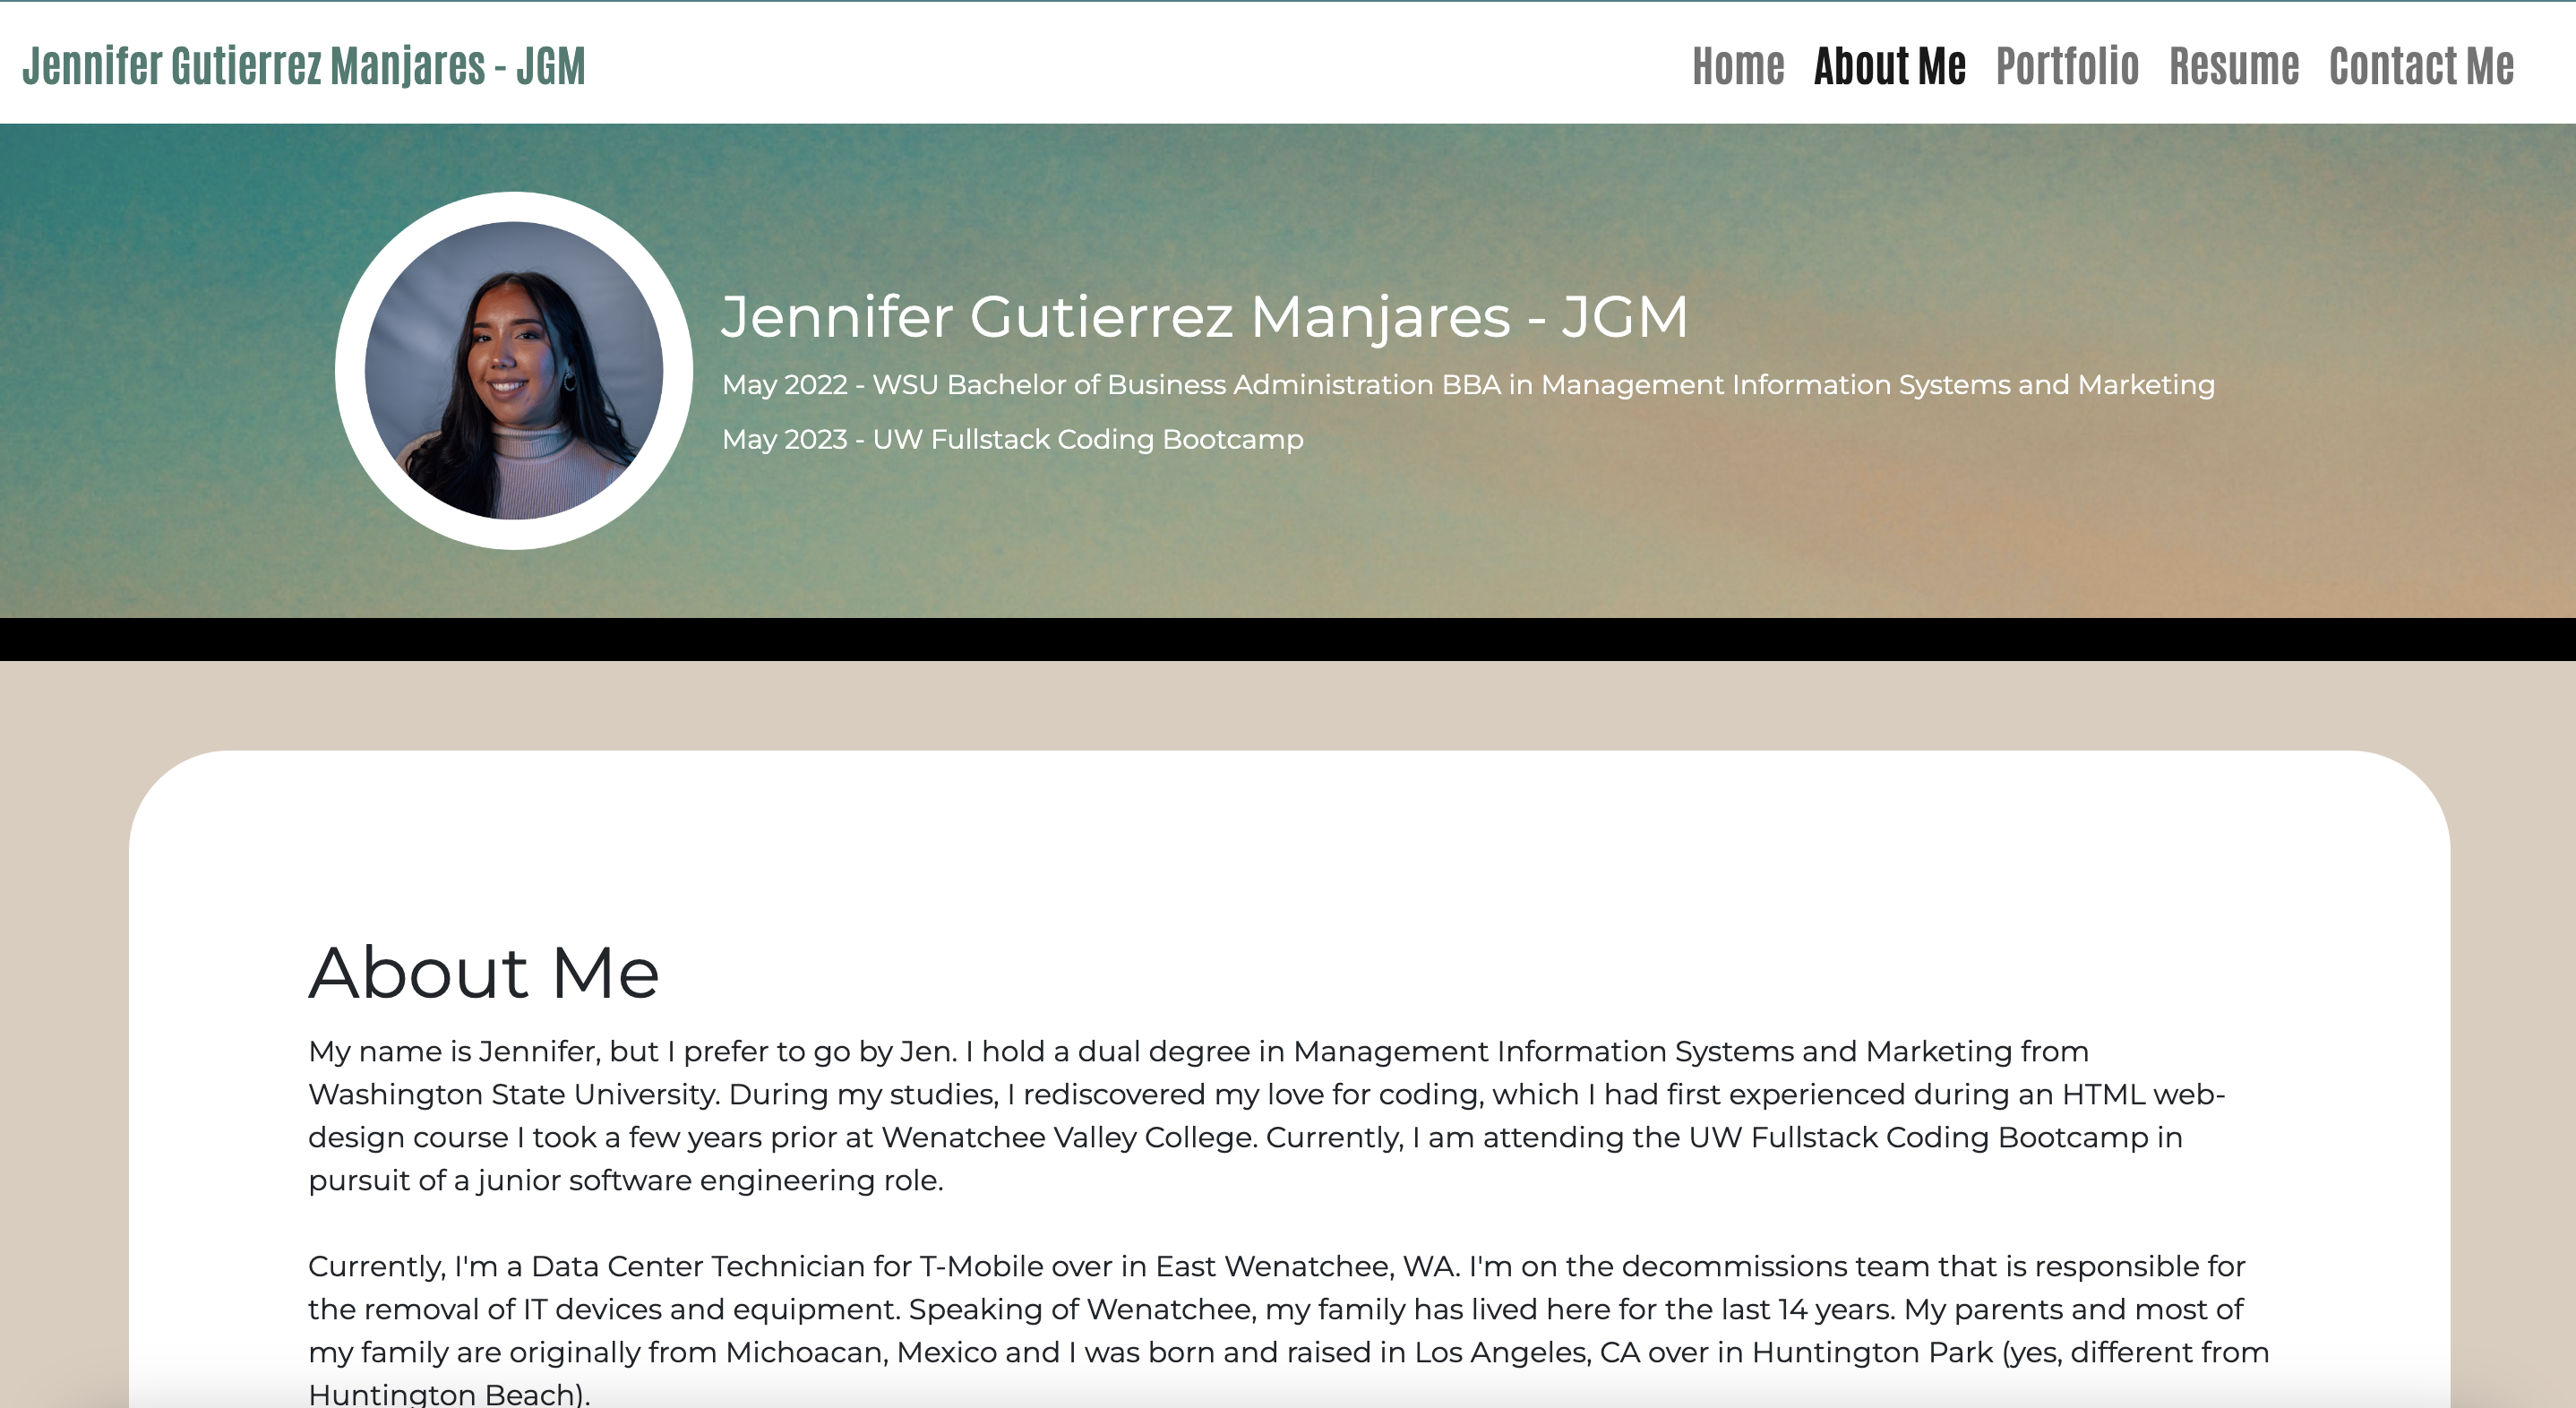 Jennifer Gutierrez Manjares - JGM
Home About Me Portfolio Resume Contact Me
Jennifer Gutierrez Manjares - JGM
May 2022 - WSU Bachelor of Business Administration BBA in Management Information Systems and Marketing
May 2023 - UW Fullstack Coding Bootcamp
About Me
My name is Jennifer, but I prefer to go by Jen. I hold a dual degree in Management Information Systems and Marketing from
Washington State University. During my studies, I rediscovered my love for coding, which I had first experienced during an HTML web-
design course I took a few years prior at Wenatchee Valley College. Currently, I am attending the UW Fullstack Coding Bootcamp in
pursuit of a junior software engineering role.
Currently, I'm a Data Center Technician for T-Mobile over in East Wenatchee, WA. I'm on the decommissions team that is responsible for
the removal of IT devices and equipment. Speaking of Wenatchee, my family has lived here for the last 14 years. My parents and most of
my family are originally from Michoacan, Mexico and I was born and raised in Los Angeles, CA over in Huntington Park (yes, different from
Huntington Beach).